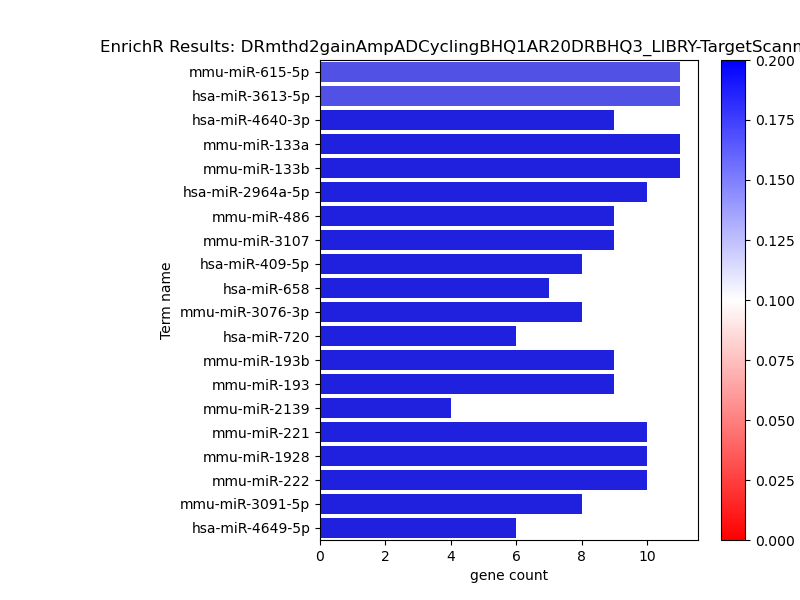 EnrichR Results: DRmthd2gainAmpADCyclingBHQ1AR20DRBHQ3_LIBRY-TargetScann
mmu-miR-615-5p
hsa-miR-3613-5p
hsa-miR-4640-3p
mmu-miR-133a
mmu-miR-133b
hsa-miR-2964a-5p
mmu-miR-486
mmu-miR-3107
hsa-miR-409-5p
hsa-miR-658
mmu-miR-3076-3p
hsa-miR-720
mmu-miR-193b
mmu-miR-193
mmu-miR-2139
mmu-miR-221
mmu-miR-1928
mmu-miR-222
mmu-miR-3091-5p
hsa-miR-4649-5p
Term name
0 2 4 6 8 10
gene count
0.200
0.175
0.150
0.125
0.100
0.075
0.050
0.025
0.000